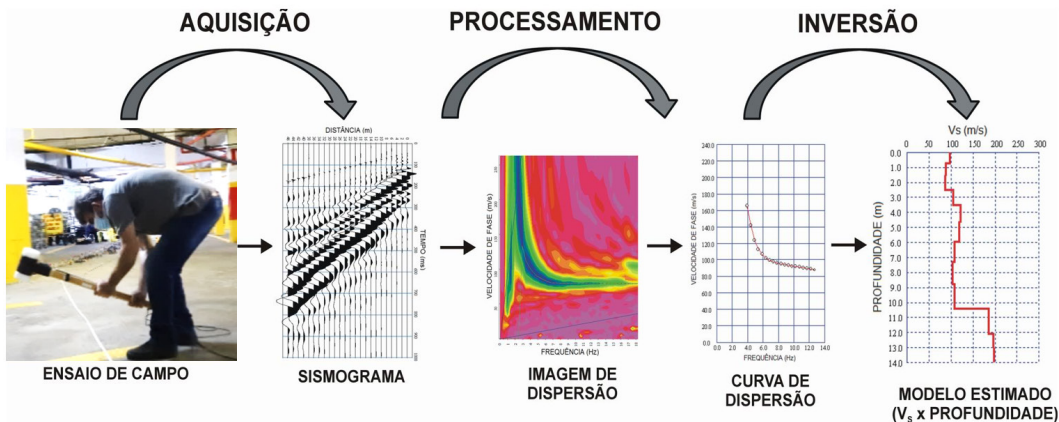 AQUISIÇÃO
PROCESSAMENTO
INVERSÃO
DISTÂNCIA (m)
TEMPO (ms)
VELOCIDADE DE FASE (m/s)
FREQUÊNCIA (Hz)
VELOCIDADE DE FASE (m/s)
240.0
220.0
200.0
180.0
160.0
140.0
120.0
100.0
80.0
60.0
40.0
20.0
0.0
0.0 2.0 4.0 6.0 8.0 10.0 12.0 14.0
FREQUÊNCIA (Hz)
Vs (m/s)
0 50 100 150 200 250 300
PROFUNDIDADE (m)
0.0
1.0
2.0
3.0
4.0
5.0
6.0
7.0
8.0
9.0
10.0
11.0
12.0
13.0
14.0
ENSAIO DE CAMPO
SISMOGRAMA
IMAGEM DE
DISPERSÃO
CURVA DE
DISPERSÃO
MODELO ESTIMADO
(Vs x PROFUNDIDADE)